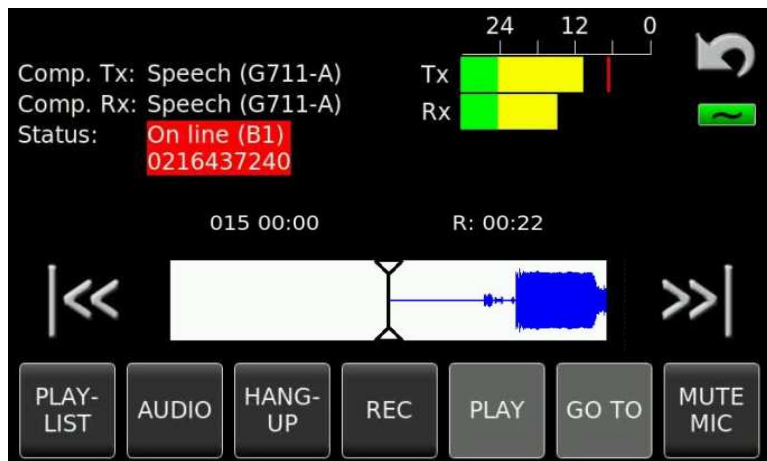 24 12 0
Comp. Tx: Speech (G711-A) Tx
Comp. Rx: Speech (G711-A) Rx
Status: On line (B1)
0216437240
015 00:00 R: 00:22
|<< >>|
PLAY-
LIST
AUDIO
HANG-
UP
REC
PLAY
GO TO
MUTE
MIC